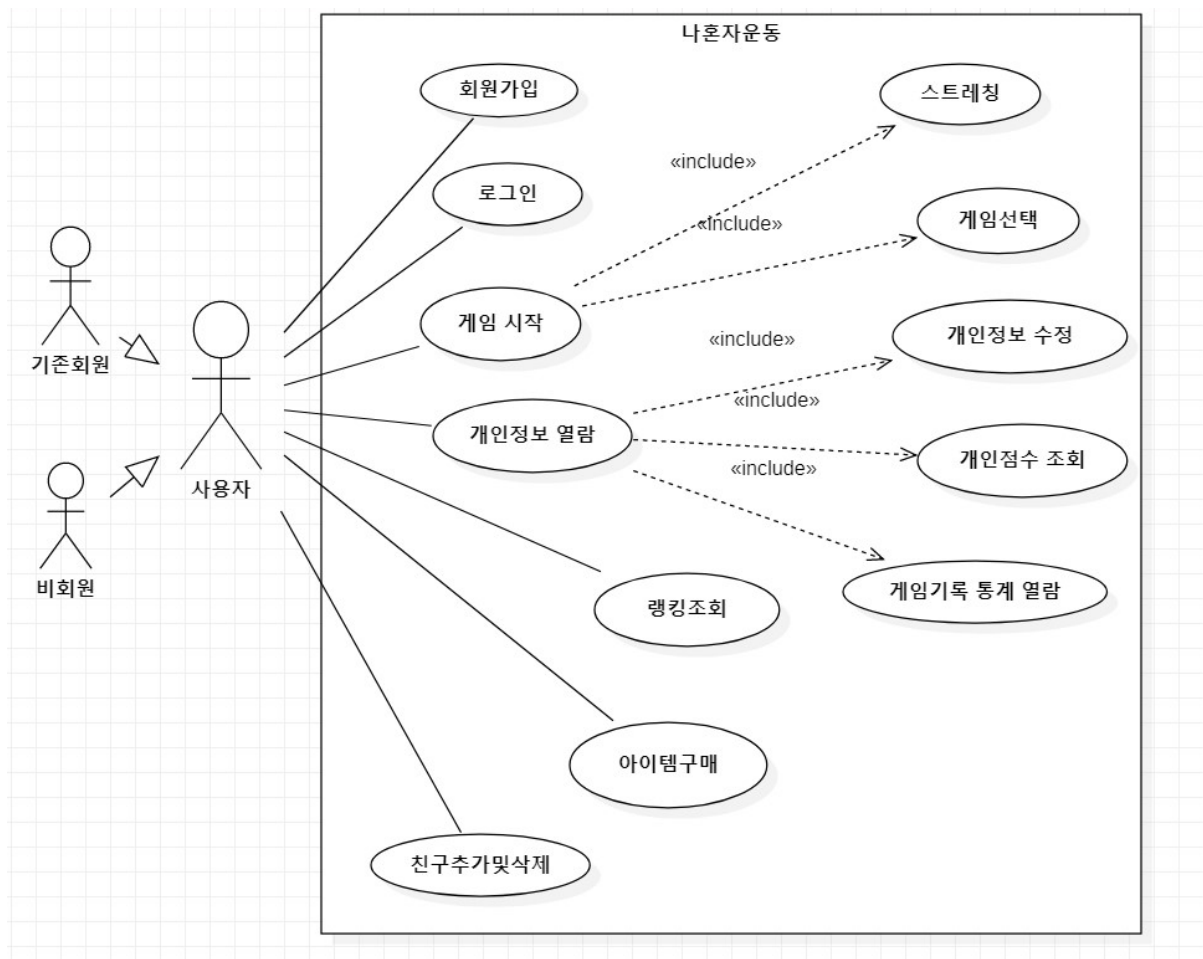 나혼자운동
회원가입
스트레칭
«include»
로그인
게임선택
«include»
게임 시작
개인정보 수정
«include»
기존회원
«include»
개인정보 열람
개인점수 조회
«include»
사용자
비회원
게임기록 통계 열람
랭킹조회
아이템구매
친구추가및삭제